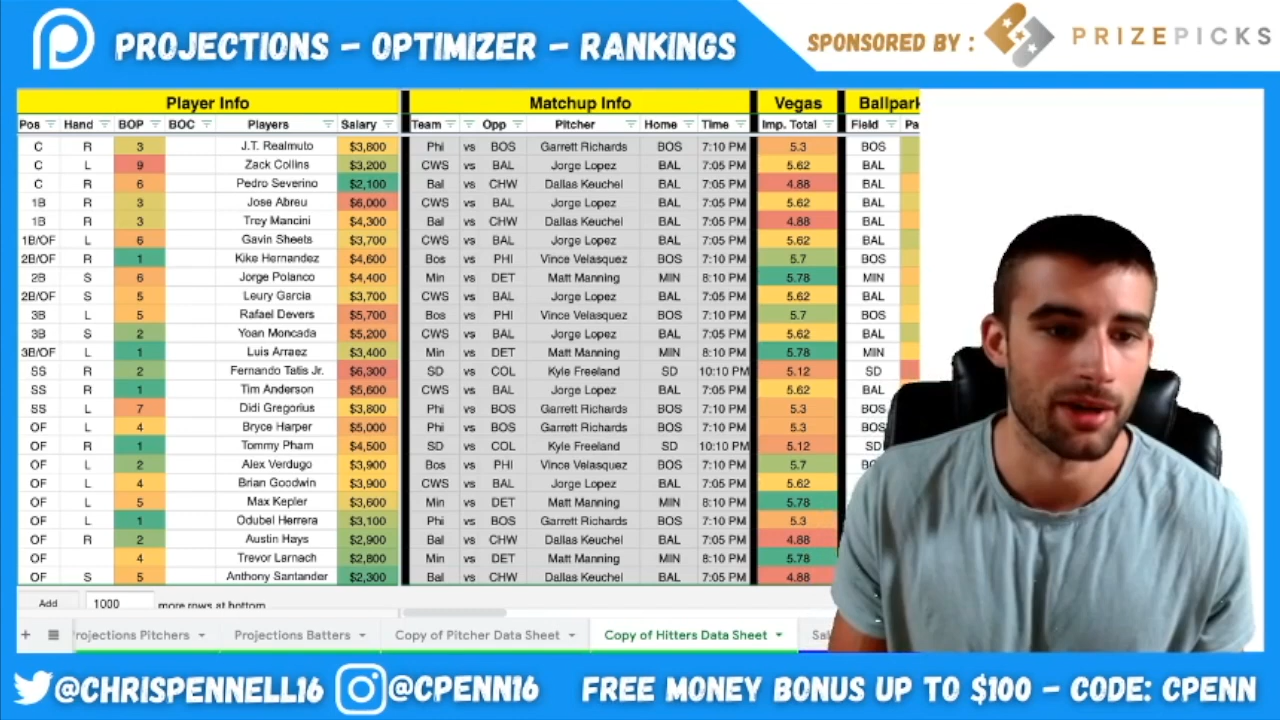 PROJECTIONS - OPTIMIZER - RANKINGS
SPONSORED BY : PRIZEPICKS
Player Info Matchup Info Vegas Ballpark
Pos Hand BOP BOC Players Salary Team Opp Pitcher Home Time Imp. Total Field Pa
C R 3 J.T. Realmuto $3,800 Phi vs BOS Garrett Richards BOS 7:10 PM 5.3 BOS
C L 9 Zack Collins $3,200 CWS vs BAL Jorge Lopez BAL 7:05 PM 5.62 BAL
C R 6 Pedro Severino $2,100 Bal vs CHW Dallas Keuchel BAL 7:05 PM 4.88 BAL
1B R 3 Jose Abreu $6,000 CWS vs BAL Jorge Lopez BAL 7:05 PM 5.62 BAL
1B R 3 Trey Mancini $4,300 Bal vs CHW Dallas Keuchel BAL 7:05 PM 4.88 BAL
1B/OF L 6 Gavin Sheets $3,700 CWS vs BAL Jorge Lopez BAL 7:05 PM 5.62 BAL
2B/OF R 1 Kike Hernandez $4,600 Bos vs PHI Vince Velasquez BOS 7:10 PM 5.7 BOS
2B S 6 Jorge Polanco $4,400 Min vs DET Matt Manning MIN 8:10 PM 5.78 MIN
2B/OF S 5 Leury Garcia $3,700 CWS vs BAL Jorge Lopez BAL 7:05 PM 5.62 BAL
3B L 5 Rafael Devers $5,700 Bos vs PHI Vince Velasquez BOS 7:10 PM 5.7 BOS
3B S 2 Yoan Moncada $5,200 CWS vs BAL Jorge Lopez BAL 7:05 PM 5.62 BAL
3B/OF L 1 Luis Arraez $3,400 Min vs DET Matt Manning MIN 8:10 PM 5.78 MIN
SS R 2 Fernando Tatis Jr. $6,300 SD vs COL Kyle Freeland SD 10:10 PM 5.12 SD
SS R 1 Tim Anderson $5,600 CWS vs BAL Jorge Lopez BAL 7:05 PM 5.62 BAL
SS L 7 Didi Gregorius $3,800 Phi vs BOS Garrett Richards BOS 7:10 PM 5.3 BOS
OF L 4 Bryce Harper $5,000 Phi vs BOS Garrett Richards BOS 7:10 PM 5.3 BOS
OF R 1 Tommy Pham $4,500 SD vs COL Kyle Freeland SD 10:10 PM 5.12 SD
OF L 2 Alex Verdugo $3,900 Bos vs PHI Vince Velasquez BOS 7:10 PM 5.7
OF L 4 Brian Goodwin $3,900 CWS vs BAL Jorge Lopez BAL 7:05 PM 5.62
OF L 5 Max Kepler $3,600 Min vs DET Matt Manning MIN 8:10 PM 5.78
OF L 1 Odubel Herrera $3,100 Phi vs BOS Garrett Richards BOS 7:10 PM 5.3
OF R 2 Austin Hays $2,900 Bal vs CHW Dallas Keuchel BAL 7:05 PM 4.88
OF 4 Trevor Larnach $2,800 Min vs DET Matt Manning MIN 8:10 PM 5.78
OF S 5 Anthony Santander $2,300 Bal vs CHW Dallas Keuchel BAL 7:05 PM 4.88
Add 1000 more rows at bottom
rojections Pitchers Projections Batters Copy of Pitcher Data Sheet Copy of Hitters Data Sheet Sal
@CHRISPENNELL16 @CPENN16 FREE MONEY BONUS UP TO $100 - CODE: CPENN